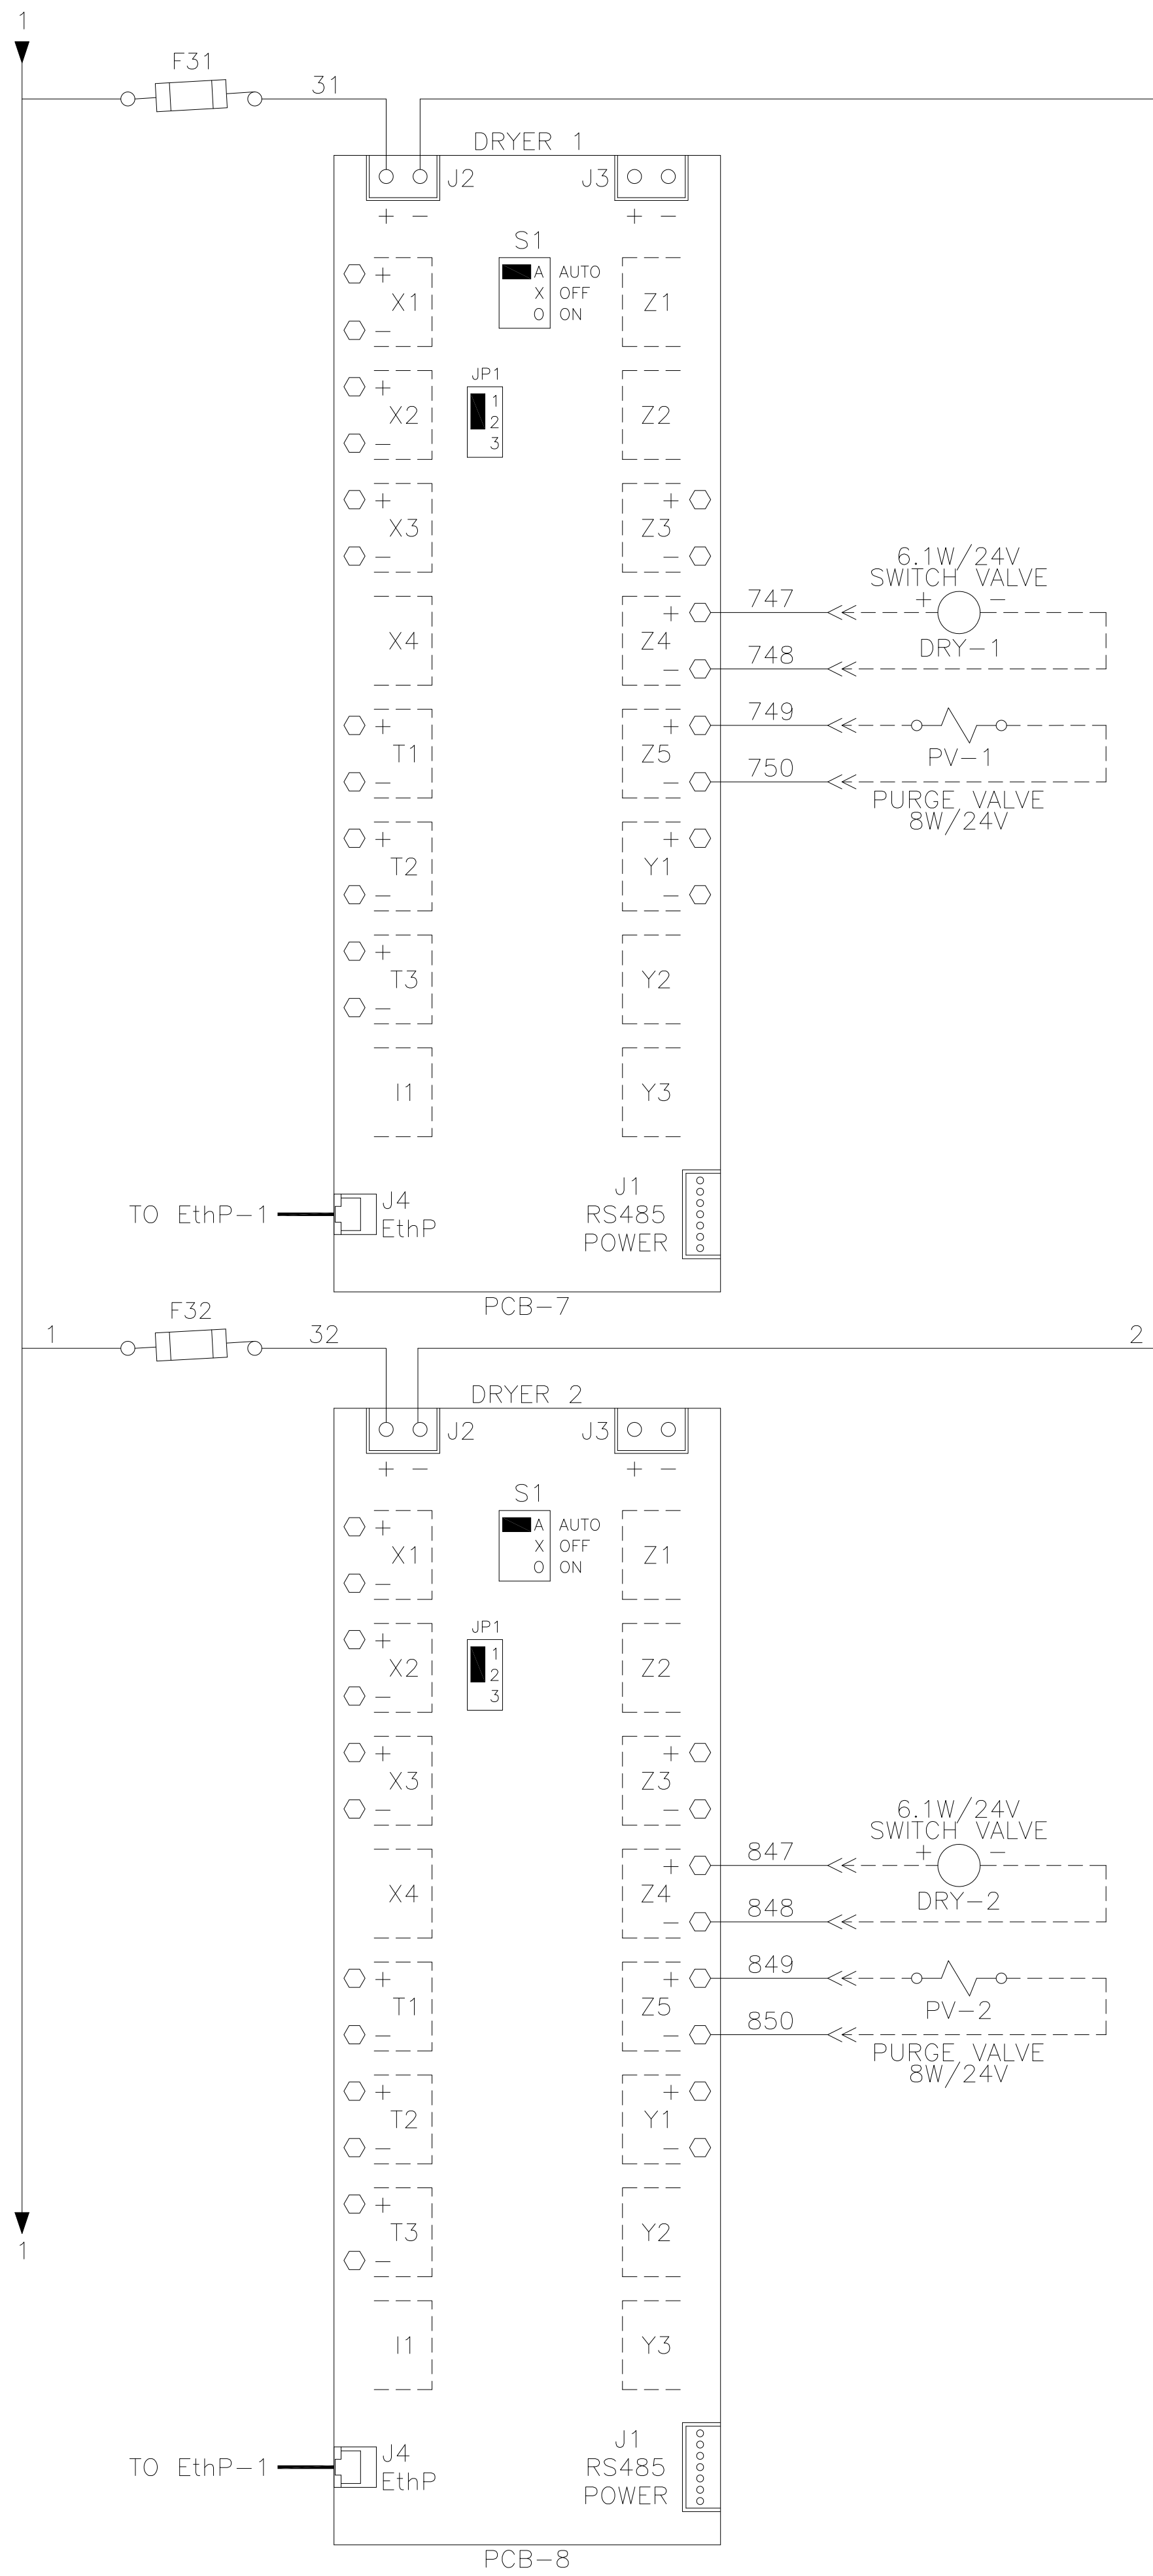 1
F31
31
DRYER 1
J2
J3
+ −
+ −
S1
A AUTO
X OFF
O ON
+
X1
−
Z1
JP1
1
2
3
+
X2
−
Z2
+
X3
−
+
Z3
−
6.1W/24V
SWITCH VALVE
X4
+
Z4
−
747
+ −
DRY−1
748
+
T1
−
+
Z5
−
749
PV−1
750
PURGE VALVE
8W/24V
+
T2
−
+
Y1
−
+
T3
−
Y2
I1
Y3
TO EthP−1
J4
EthP
J1
RS485
POWER
PCB−7
1
F32
32
2
DRYER 2
J2
J3
+ −
+ −
S1
A AUTO
X OFF
O ON
+
X1
−
Z1
JP1
1
2
3
+
X2
−
Z2
+
X3
−
+
Z3
−
6.1W/24V
SWITCH VALVE
X4
+
Z4
−
847
+ −
DRY−2
848
+
T1
−
+
Z5
−
849
PV−2
850
PURGE VALVE
8W/24V
+
T2
−
+
Y1
−
+
T3
−
Y2
1
I1
Y3
TO EthP−1
J4
EthP
J1
RS485
POWER
PCB−8